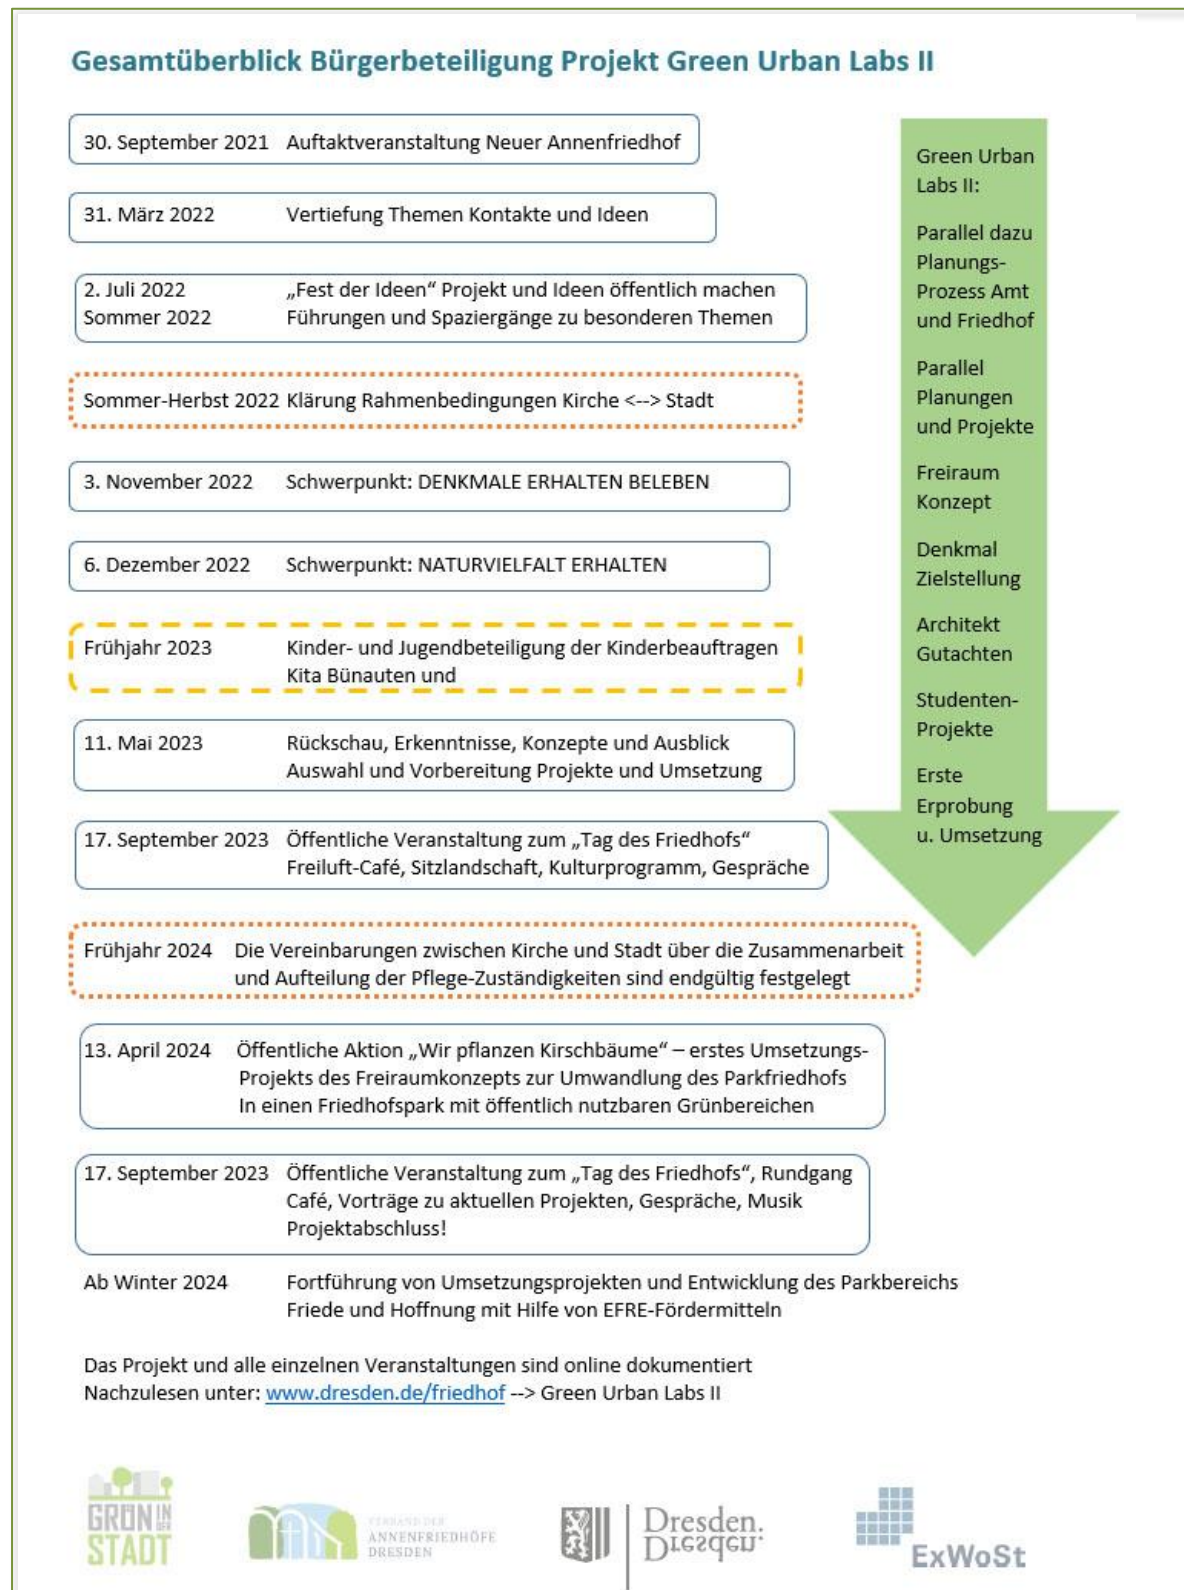 Gesamtüberblick Bürgerbeteiligung Projekt Green Urban Labs II
30. September 2021 Auftaktveranstaltung Neuer Annenfriedhof
31. März 2022 Vertiefung Themen Kontakte und Ideen
2. Juli 2022 „Fest der Ideen“ Projekt und Ideen öffentlich machen
Sommer 2022 Führungen und Spaziergänge zu besonderen Themen
Sommer-Herbst 2022 Klärung Rahmenbedingungen Kirche <--> Stadt
3. November 2022 Schwerpunkt: DENKMALE ERHALTEN BELEBEN
6. Dezember 2022 Schwerpunkt: NATURVIELFALT ERHALTEN
Frühjahr 2023 Kinder- und Jugendbeteiligung der Kinderbeauftragen
Kita Bünauten und
11. Mai 2023 Rückschau, Erkenntnisse, Konzepte und Ausblick
Auswahl und Vorbereitung Projekte und Umsetzung
17. September 2023 Öffentliche Veranstaltung zum „Tag des Friedhofs“
Freiluft-Café, Sitzlandschaft, Kulturprogramm, Gespräche
Frühjahr 2024 Die Vereinbarungen zwischen Kirche und Stadt über die Zusammenarbeit
und Aufteilung der Pflege-Zuständigkeiten sind endgültig festgelegt
13. April 2024 Öffentliche Aktion „Wir pflanzen Kirschbäume“ – erstes Umsetzungs-
Projekts des Freiraumkonzepts zur Umwandlung des Parkfriedhofs
In einen Friedhofspark mit öffentlich nutzbaren Grünbereichen
17. September 2023 Öffentliche Veranstaltung zum „Tag des Friedhofs“, Rundgang
Café, Vorträge zu aktuellen Projekten, Gespräche, Musik
Projektabschluss!
Ab Winter 2024 Fortführung von Umsetzungsprojekten und Entwicklung des Parkbereichs
Friede und Hoffnung mit Hilfe von EFRE-Fördermitteln
Das Projekt und alle einzelnen Veranstaltungen sind online dokumentiert
Nachzulesen unter: www.dresden.de/friedhof --> Green Urban Labs II
Green Urban
Labs II:
Parallel dazu
Planungs-
Prozess Amt
und Friedhof
Parallel
Planungen
und Projekte
Freiraum
Konzept
Denkmal
Zielstellung
Architekt
Gutachten
Studenten-
Projekte
Erste
Erprobung
u. Umsetzung
GRÜN IN DER
STADT
VERBAND DER
ANNENFRIEDHÖFE
DRESDEN
Dresden.
Dresden.
ExWoSt